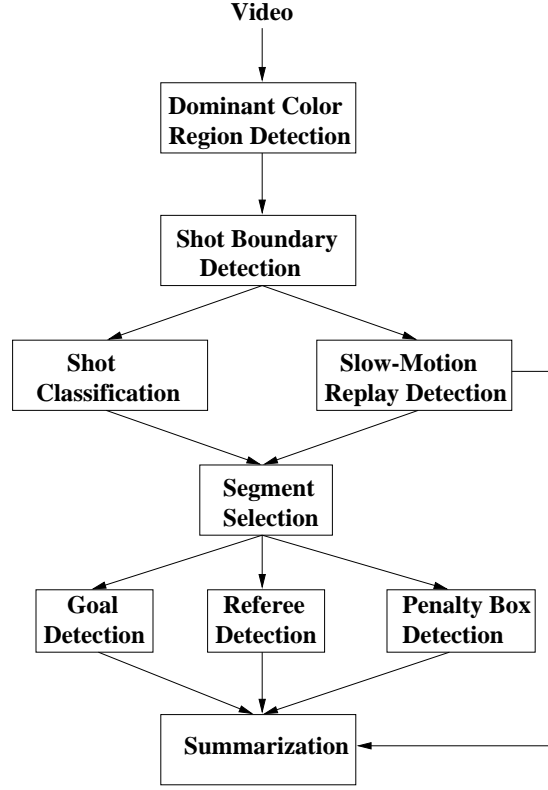 Video
Dominant Color
Region Detection
Shot Boundary
Detection
Shot
Classification
Slow-Motion
Replay Detection
Segment
Selection
Goal
Detection
Referee
Detection
Penalty Box
Detection
Summarization